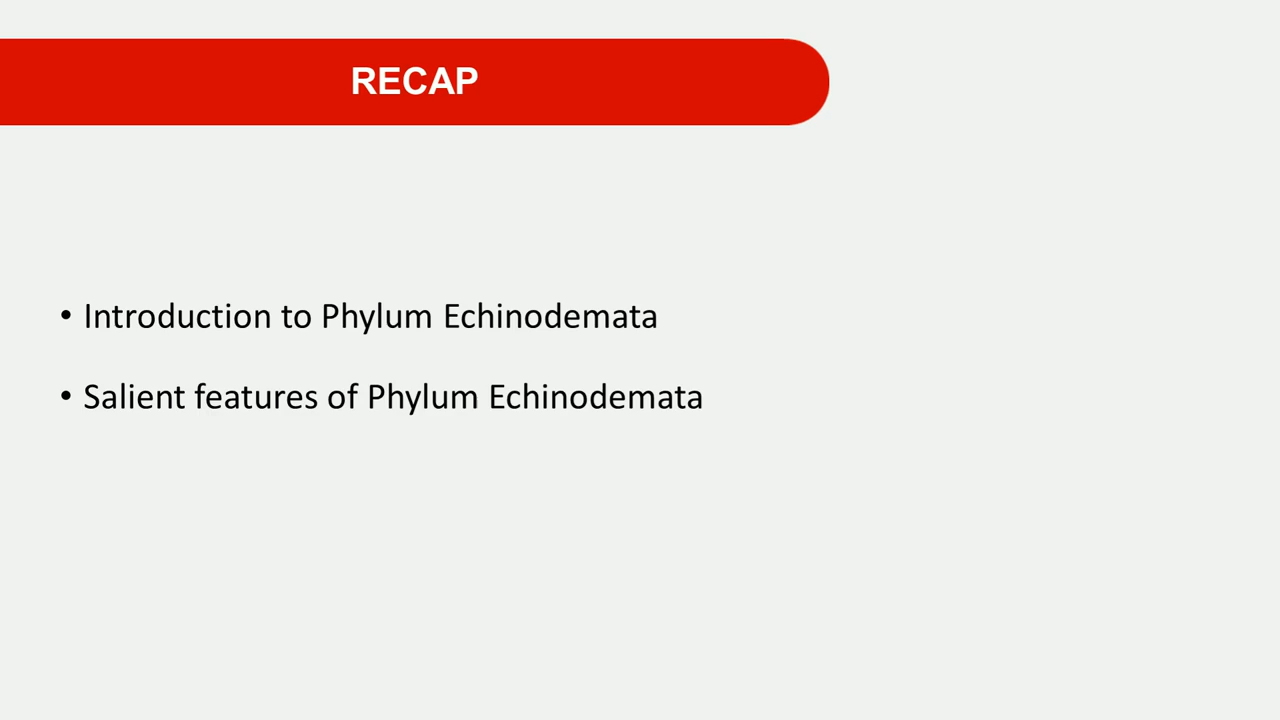 RECAP
• Introduction to Phylum Echinodemata
• Salient features of Phylum Echinodemata